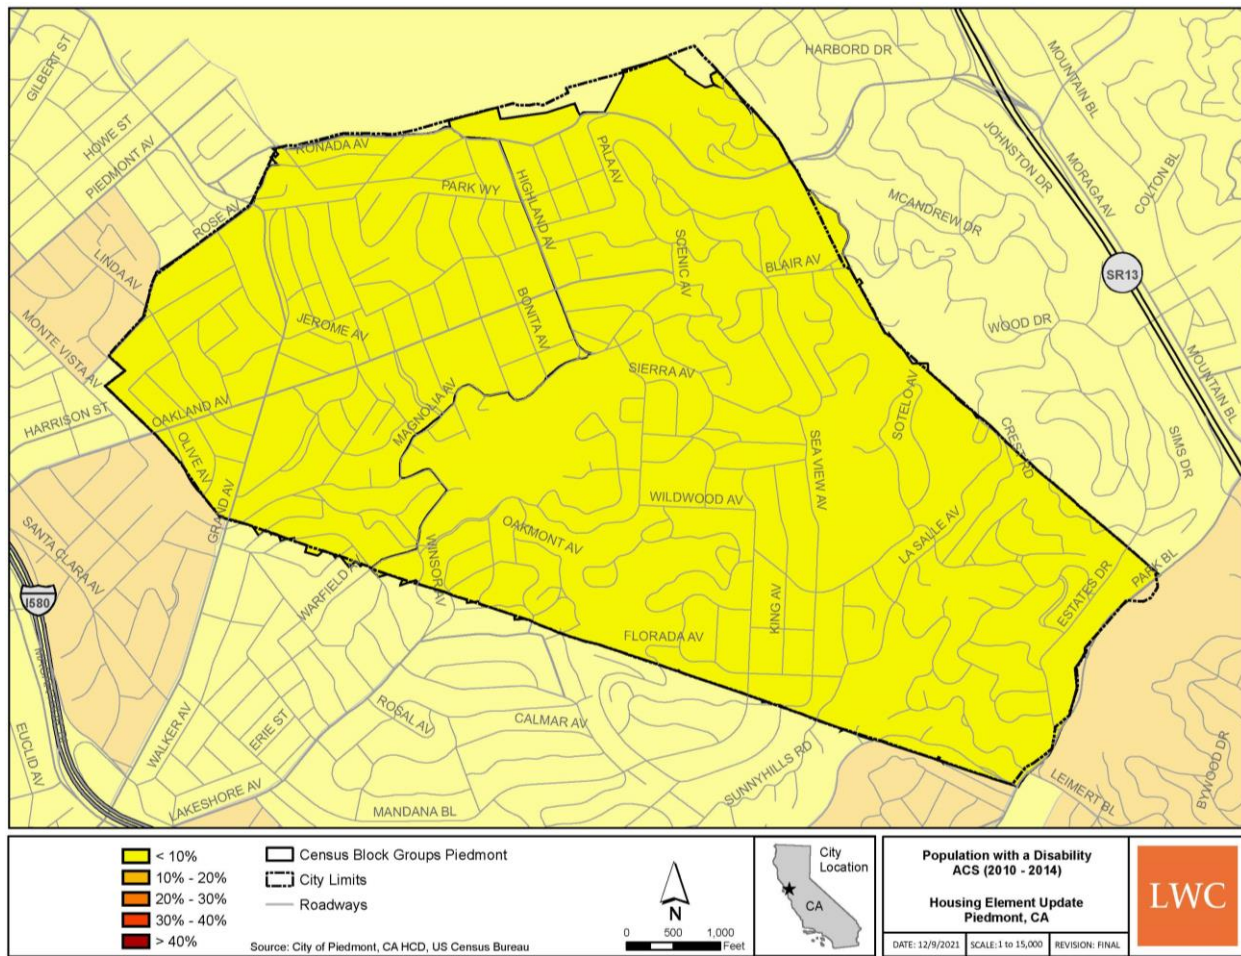 GILBERT ST
HOWE ST
PIEDMONT AV
ROSE AV
LINDA AV
MONTE VISTA AV
HARRISON ST
OAKLAND AV
OLIVE AV
GRAND AV
SANTA CLARA AV
I580
EUCLID AV
WALKER AV
ERIE ST
LAKESHORE AV
MANDANA BL
ROSAL AV
CALMAR AV
WARFIELD
SUNNYHILLS RD
RONADA AV
PARK WY
HIGHLAND AV
PALA AV
SCENIC AV
BLAIR AV
BONITA AV
JEROME AV
MAGNOLIA AV
SIERRA AV
SEA VIEW AV
SOTELO AV
CREST RD
WILDWOOD AV
OAKMONT AV
WINSOR AV
LA SALLE AV
KING AV
FLORADA AV
ESTATES DR
PARK BL
LEIMERT BL
BYWOOD DR
HARBORD DR
MOUNTAIN BL
JOHNSTON DR
MORAGA AV
COLTON BL
MCANDREW DR
SR13
WOOD DR
MOUNTAIN BL
SIMS DR
< 10%
10% - 20%
20% - 30%
30% - 40%
> 40%
Census Block Groups Piedmont
City Limits
Roadways
Source: City of Piedmont, CA HCD, US Census Bureau
N
0 500 1,000
Feet
City
Location
CA
Population with a Disability
ACS (2010 - 2014)
Housing Element Update
Piedmont, CA
DATE: 12/9/2021 SCALE:1 to 15,000 REVISION: FINAL
LWC